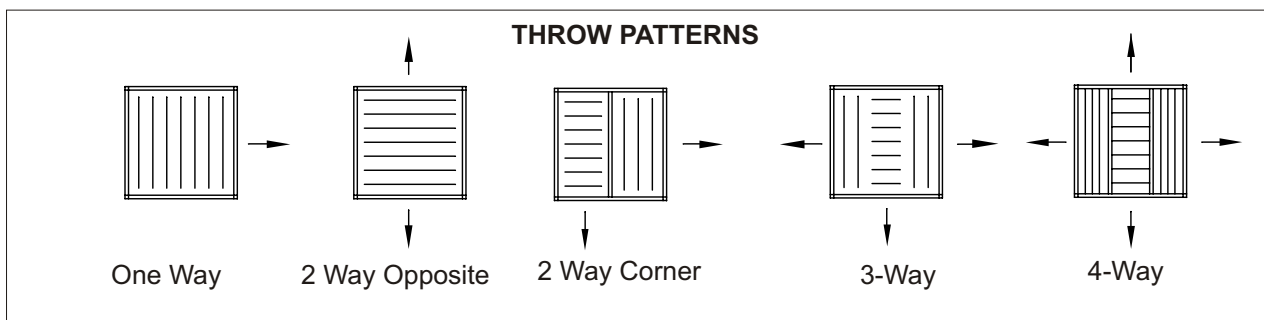 THROW PATTERNS
One Way
2 Way Opposite
2 Way Corner
3-Way
4-Way